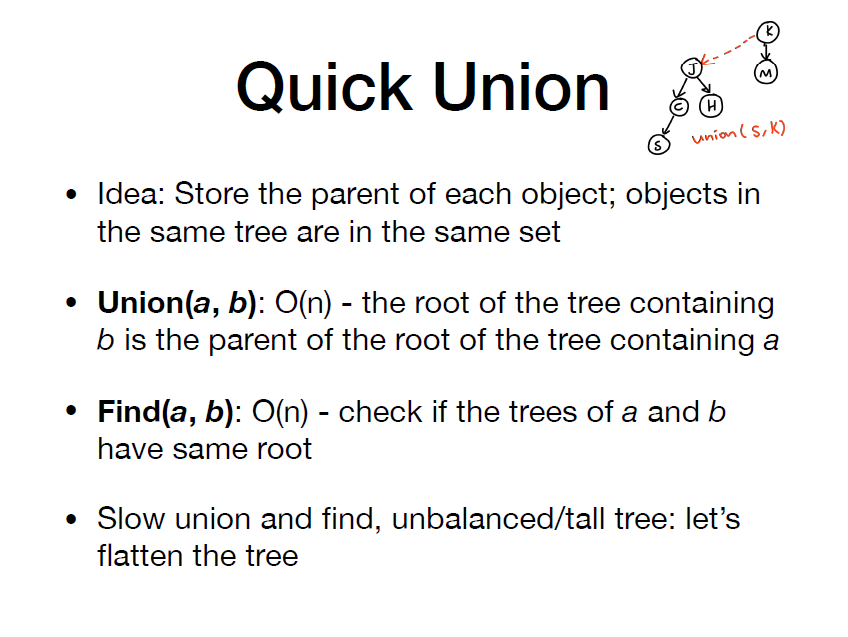 Quick Union
K
J
M
C
H
S
union(S,K)
• Idea: Store the parent of each object; objects in
the same tree are in the same set
• Union(a, b): O(n) - the root of the tree containing
b is the parent of the root of the tree containing a
• Find(a, b): O(n) - check if the trees of a and b
have same root
• Slow union and find, unbalanced/tall tree: let’s
flatten the tree